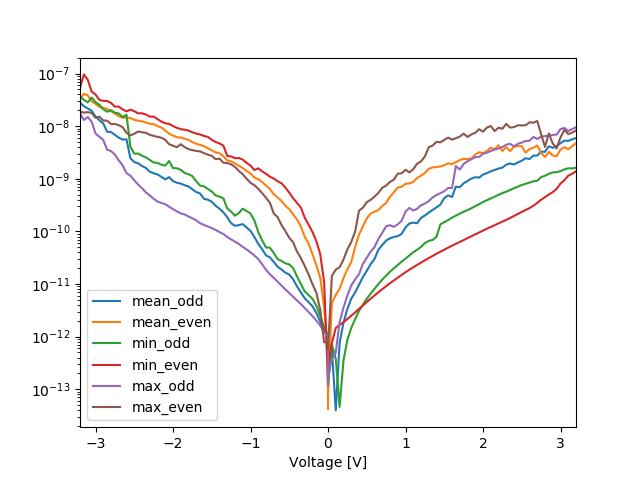 10⁻⁷
10⁻⁸
10⁻⁹
10⁻¹⁰
10⁻¹¹
10⁻¹²
10⁻¹³
mean_odd
mean_even
min_odd
min_even
max_odd
max_even
−3 −2 −1 0 1 2 3
Voltage [V]